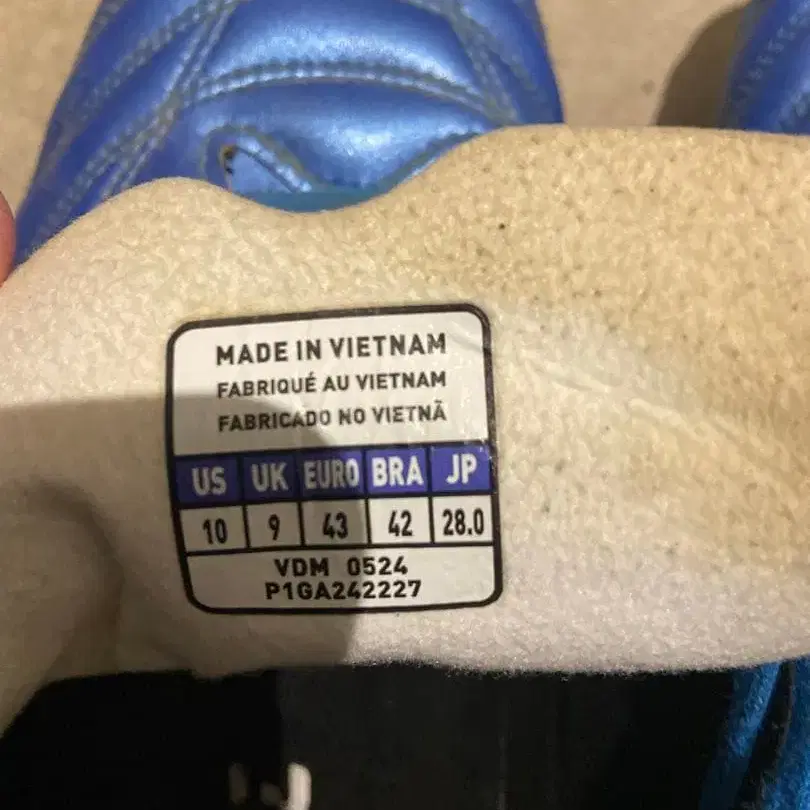 MADE IN VIETNAM
FABRIQUÉ AU VIETNAM
FABRICADO NO VIETNÃ
US UK EURO BRA JP
10 9 43 42 28.0
VDM 0524
P1GA242227